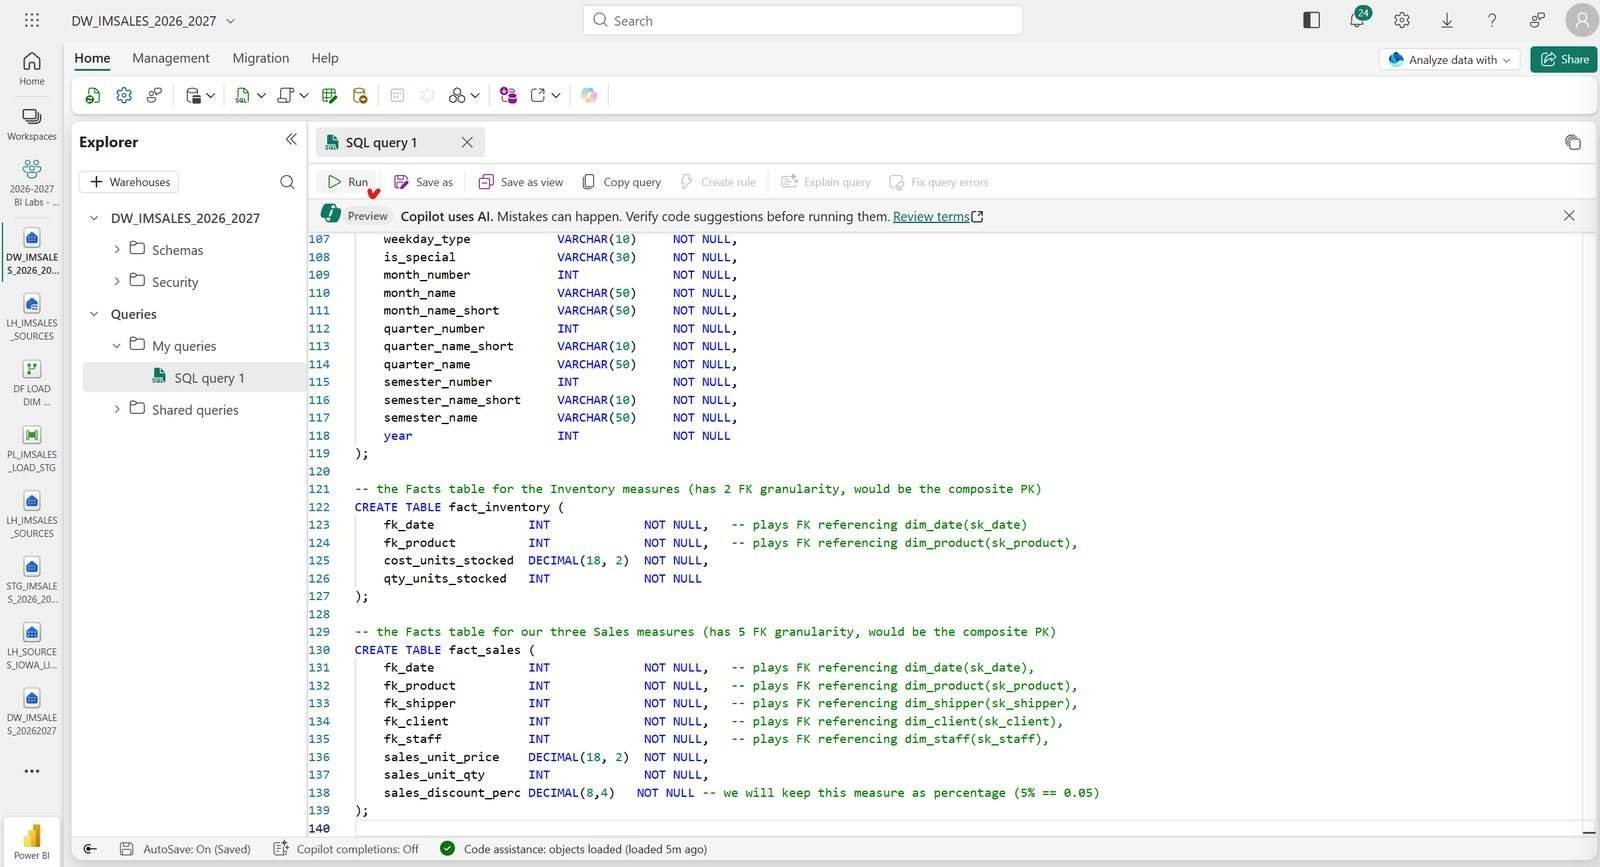 DW_IMSALES_2026_2027
Search
24
Home
Management
Migration
Help
Analyze data with
Share
Home
Workspaces
2026-2027
BI Labs - ...
DW_IMSALE
S_2026_20...
LH_IMSALES
_SOURCES
DF LOAD
DIM ...
PL_IMSALES
_LOAD_STG
LH_IMSALES
_SOURCES
STG_IMSALE
S_2026_20...
LH_SOURCE
S_IOWA_LI...
DW_IMSALE
S_20262027
Power BI
Explorer
+ Warehouses
DW_IMSALES_2026_2027
Schemas
Security
Queries
My queries
SQL query 1
Shared queries
SQL query 1
Run
Save as
Save as view
Copy query
Create rule
Explain query
Fix query errors
Preview
Copilot uses AI. Mistakes can happen. Verify code suggestions before running them. Review terms
107 weekday_type VARCHAR(10) NOT NULL,
108 is_special VARCHAR(30) NOT NULL,
109 month_number INT NOT NULL,
110 month_name VARCHAR(50) NOT NULL,
111 month_name_short VARCHAR(50) NOT NULL,
112 quarter_number INT NOT NULL,
113 quarter_name_short VARCHAR(10) NOT NULL,
114 quarter_name VARCHAR(50) NOT NULL,
115 semester_number INT NOT NULL,
116 semester_name_short VARCHAR(10) NOT NULL,
117 semester_name VARCHAR(50) NOT NULL,
118 year INT NOT NULL
119 );
120
121 -- the Facts table for the Inventory measures (has 2 FK granularity, would be the composite PK)
122 CREATE TABLE fact_inventory (
123 fk_date INT NOT NULL, -- plays FK referencing dim_date(sk_date)
124 fk_product INT NOT NULL, -- plays FK referencing dim_product(sk_product),
125 cost_units_stocked DECIMAL(18, 2) NOT NULL,
126 qty_units_stocked INT NOT NULL
127 );
128
129 -- the Facts table for our three Sales measures (has 5 FK granularity, would be the composite PK)
130 CREATE TABLE fact_sales (
131 fk_date INT NOT NULL, -- plays FK referencing dim_date(sk_date),
132 fk_product INT NOT NULL, -- plays FK referencing dim_product(sk_product),
133 fk_shipper INT NOT NULL, -- plays FK referencing dim_shipper(sk_shipper),
134 fk_client INT NOT NULL, -- plays FK referencing dim_client(sk_client),
135 fk_staff INT NOT NULL, -- plays FK referencing dim_staff(sk_staff),
136 sales_unit_price DECIMAL(18, 2) NOT NULL,
137 sales_unit_qty INT NOT NULL,
138 sales_discount_perc DECIMAL(8,4) NOT NULL -- we will keep this measure as percentage (5% == 0.05)
139 );
140
AutoSave: On (Saved)
Copilot completions: Off
Code assistance: objects loaded (loaded 5m ago)